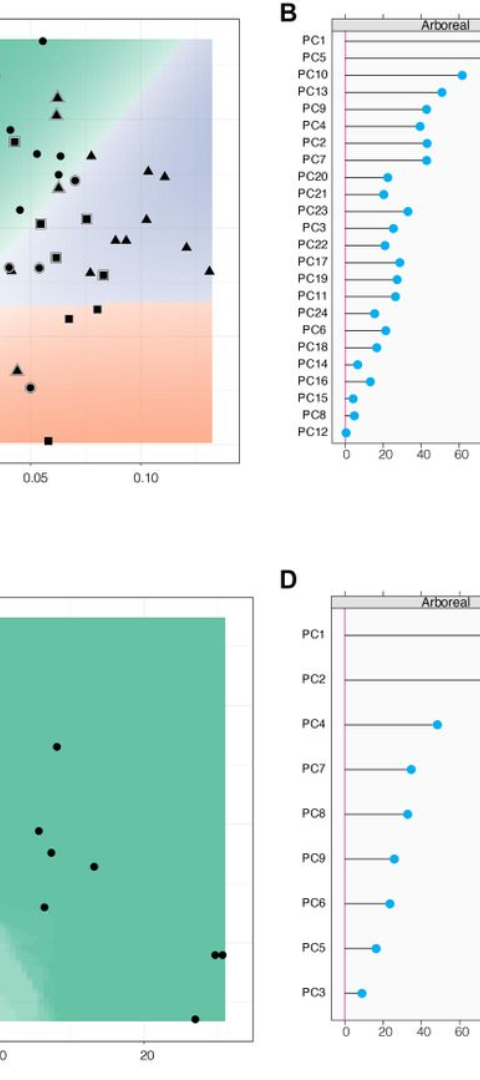 B
Arboreal
PC1
PC5
PC10
PC13
PC9
PC4
PC2
PC7
PC20
PC21
PC23
PC3
PC22
PC17
PC19
PC11
PC24
PC6
PC18
PC14
PC16
PC15
PC8
PC12
0 20 40 60
0.05 0.10
D
Arboreal
PC1
PC2
PC4
PC7
PC8
PC9
PC6
PC5
PC3
0 20 40 60
0 20